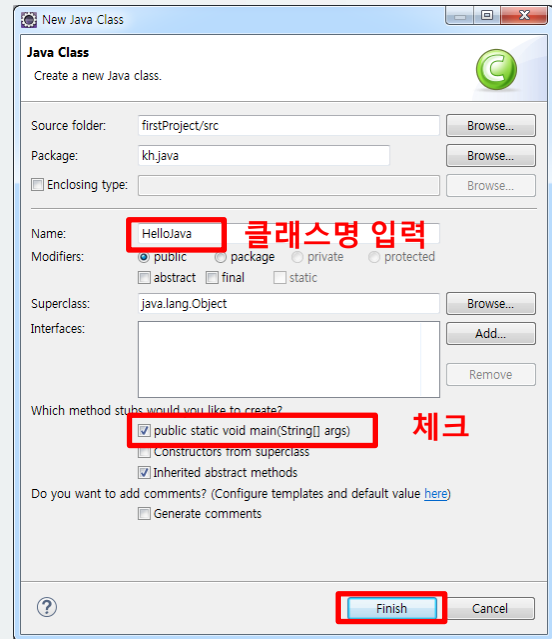 New Java Class
Java Class
Create a new Java class.
Source folder: firstProject/src Browse...
Package: kh.java Browse...
Enclosing type: Browse...
Name: HelloJava 클래스명 입력
Modifiers: public package private protected
abstract final static
Superclass: java.lang.Object Browse...
Interfaces: Add...
Remove
Which method stubs would you like to create?
public static void main(String[] args) 체크
Constructors from superclass
Inherited abstract methods
Do you want to add comments? (Configure templates and default value here)
Generate comments
? Finish Cancel